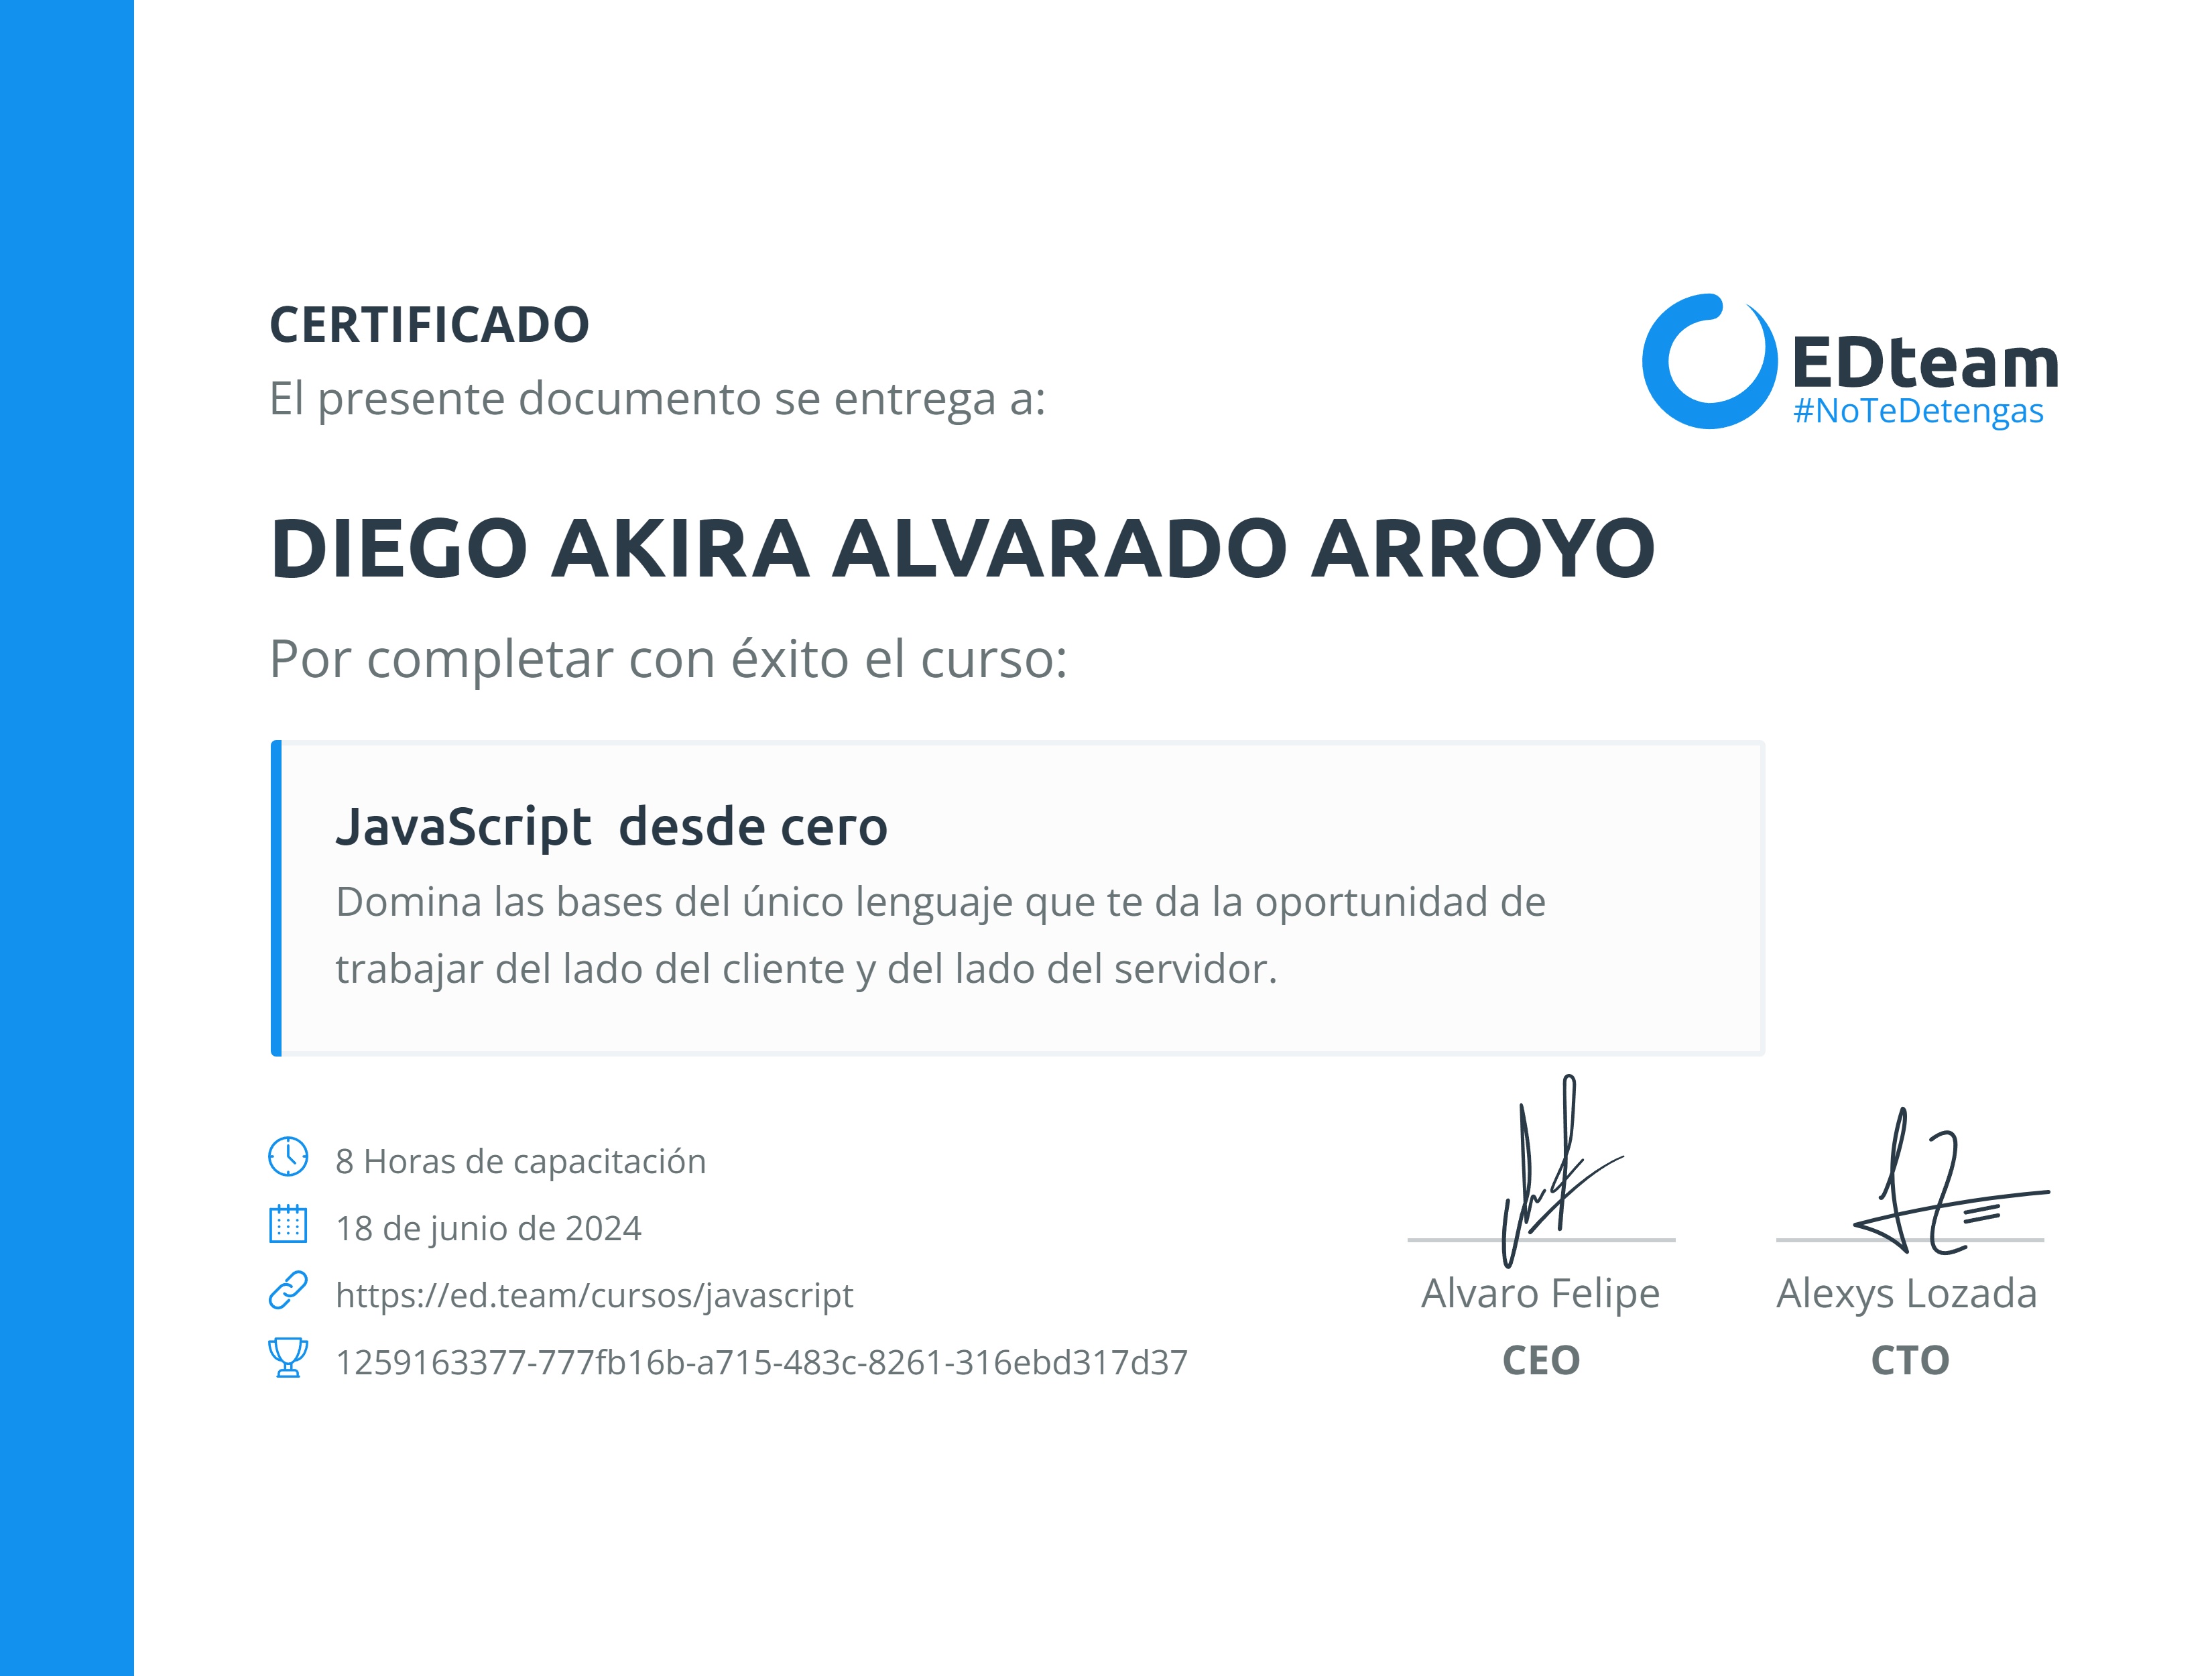 CERTIFICADO
El presente documento se entrega a:
EDteam
#NoTeDetengas
DIEGO AKIRA ALVARADO ARROYO
Por completar con éxito el curso:
JavaScript  desde cero
Domina las bases del único lenguaje que te da la oportunidad de
trabajar del lado del cliente y del lado del servidor.
8 Horas de capacitación
18 de junio de 2024
https://ed.team/cursos/javascript
1259163377-777fb16b-a715-483c-8261-316ebd317d37
Alvaro Felipe
CEO
Alexys Lozada
CTO